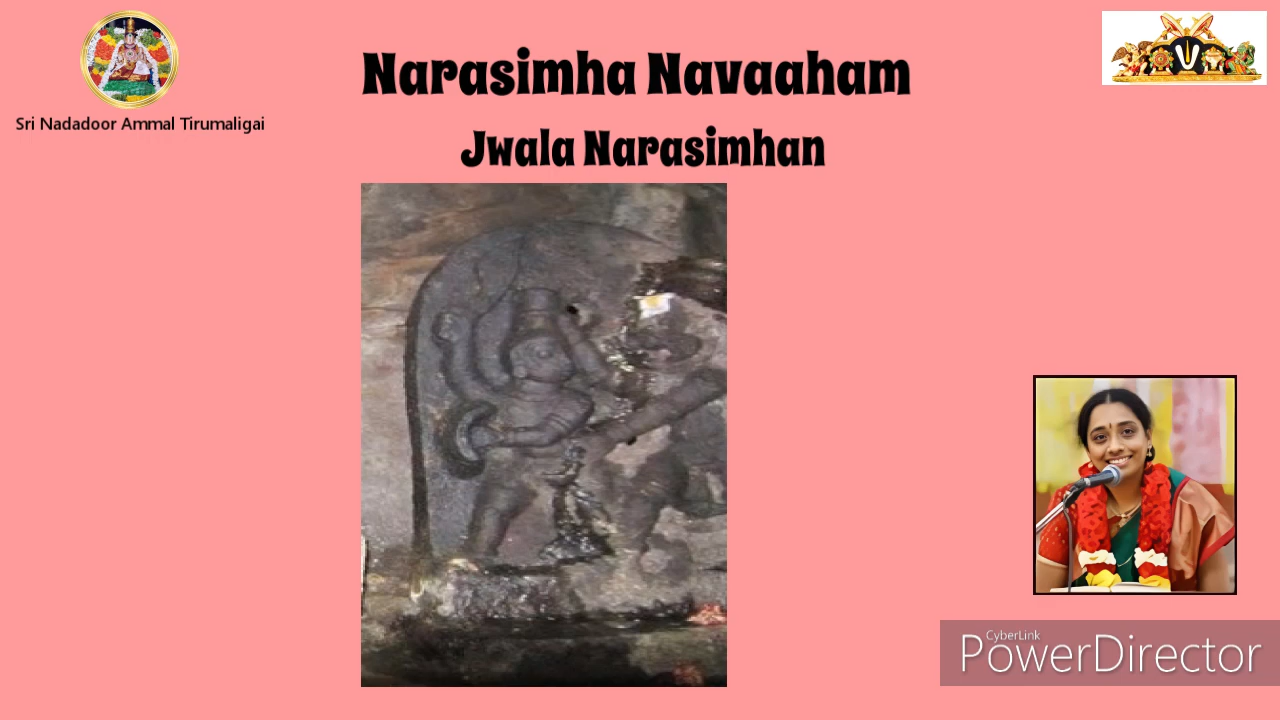 Narasimha Navaaham
Jwala Narasimhan
Sri Nadadoor Ammal Tirumaligai
CyberLink
PowerDirector